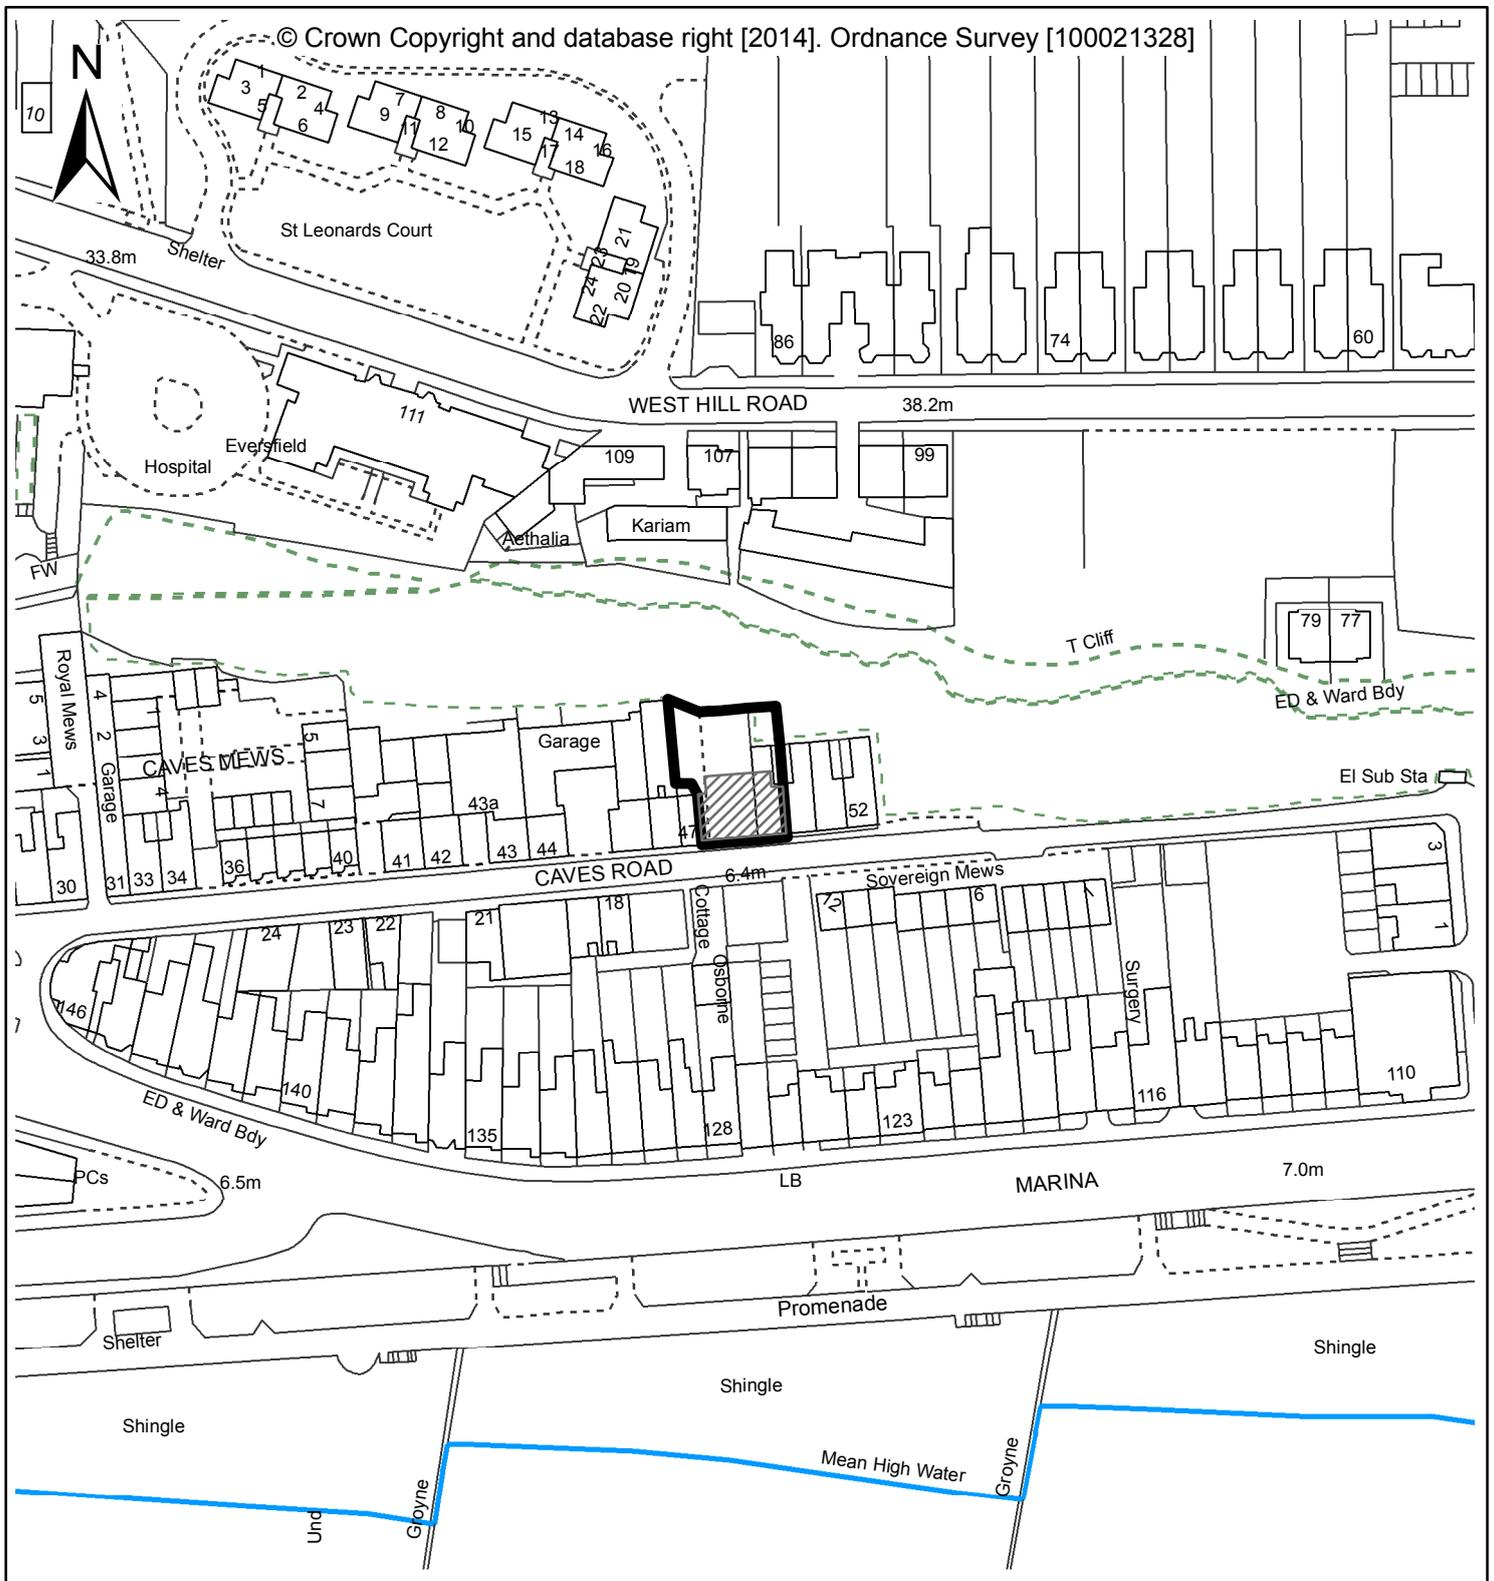 © Crown Copyright and database right [2014]. Ordnance Survey [100021328]
N
10
1
3
5
2
4
6
7
9
11
8
10
12
13
15
17
14
16
18
St Leonards Court
21
23
19
24
20
22
33.8m
Shelter
86
74
60
WEST HILL ROAD
38.2m
111
Eversfield
Hospital
109
107
99
Aethalia
Kariam
FW
T Cliff
79
77
ED & Ward Bdy
Royal Mews
5
3
1
4
2
Garage
1
4
CAVES MEWS
5
7
Garage
43a
El Sub Sta
47
52
30
31
33
34
36
40
41
42
43
44
CAVES ROAD
6.4m
Sovereign Mews
72
6
1
3
1
24
23
22
21
18
Cottage
Osborne
Surgery
146
140
135
128
123
116
110
ED & Ward Bdy
PCs
6.5m
LB
MARINA
7.0m
Promenade
Shelter
Shingle
Shingle
Shingle
Mean High Water
Groyne
Groyne
Und